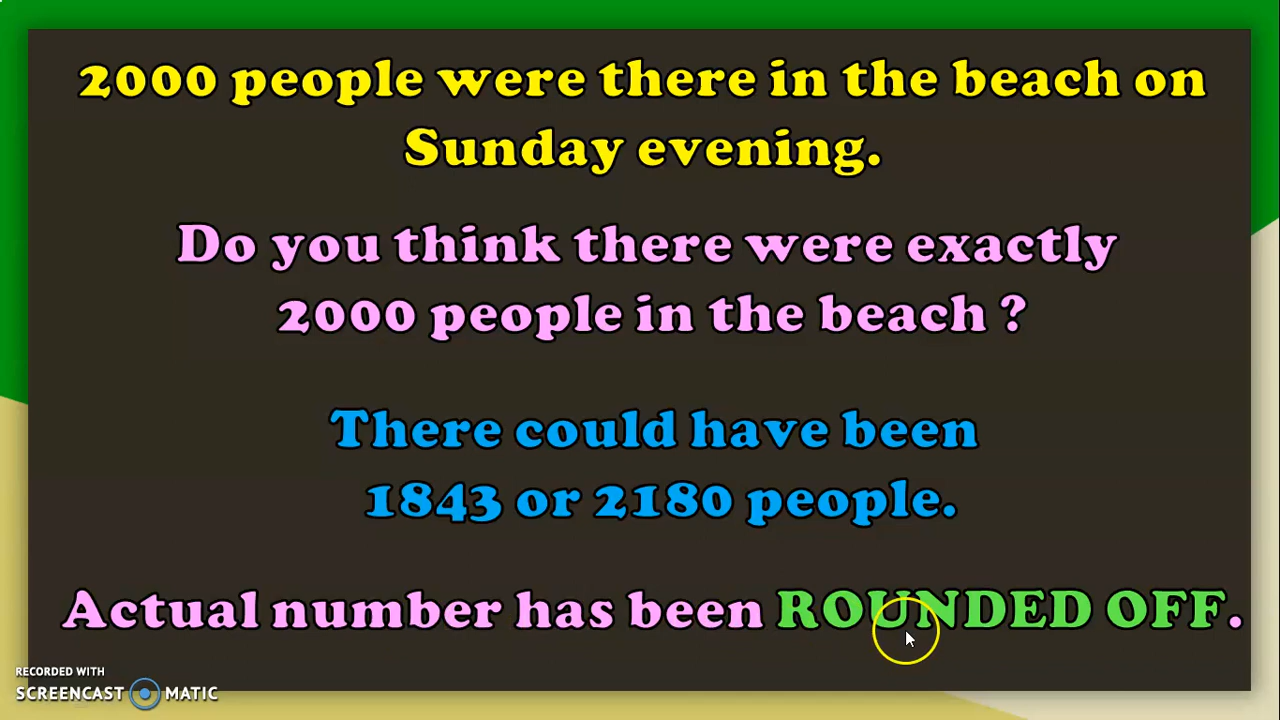 2000 people were there in the beach on
Sunday evening.
Do you think there were exactly
2000 people in the beach ?
There could have been
1843 or 2180 people.
Actual number has been ROUNDED OFF.
RECORDED WITH
SCREENCAST MATIC